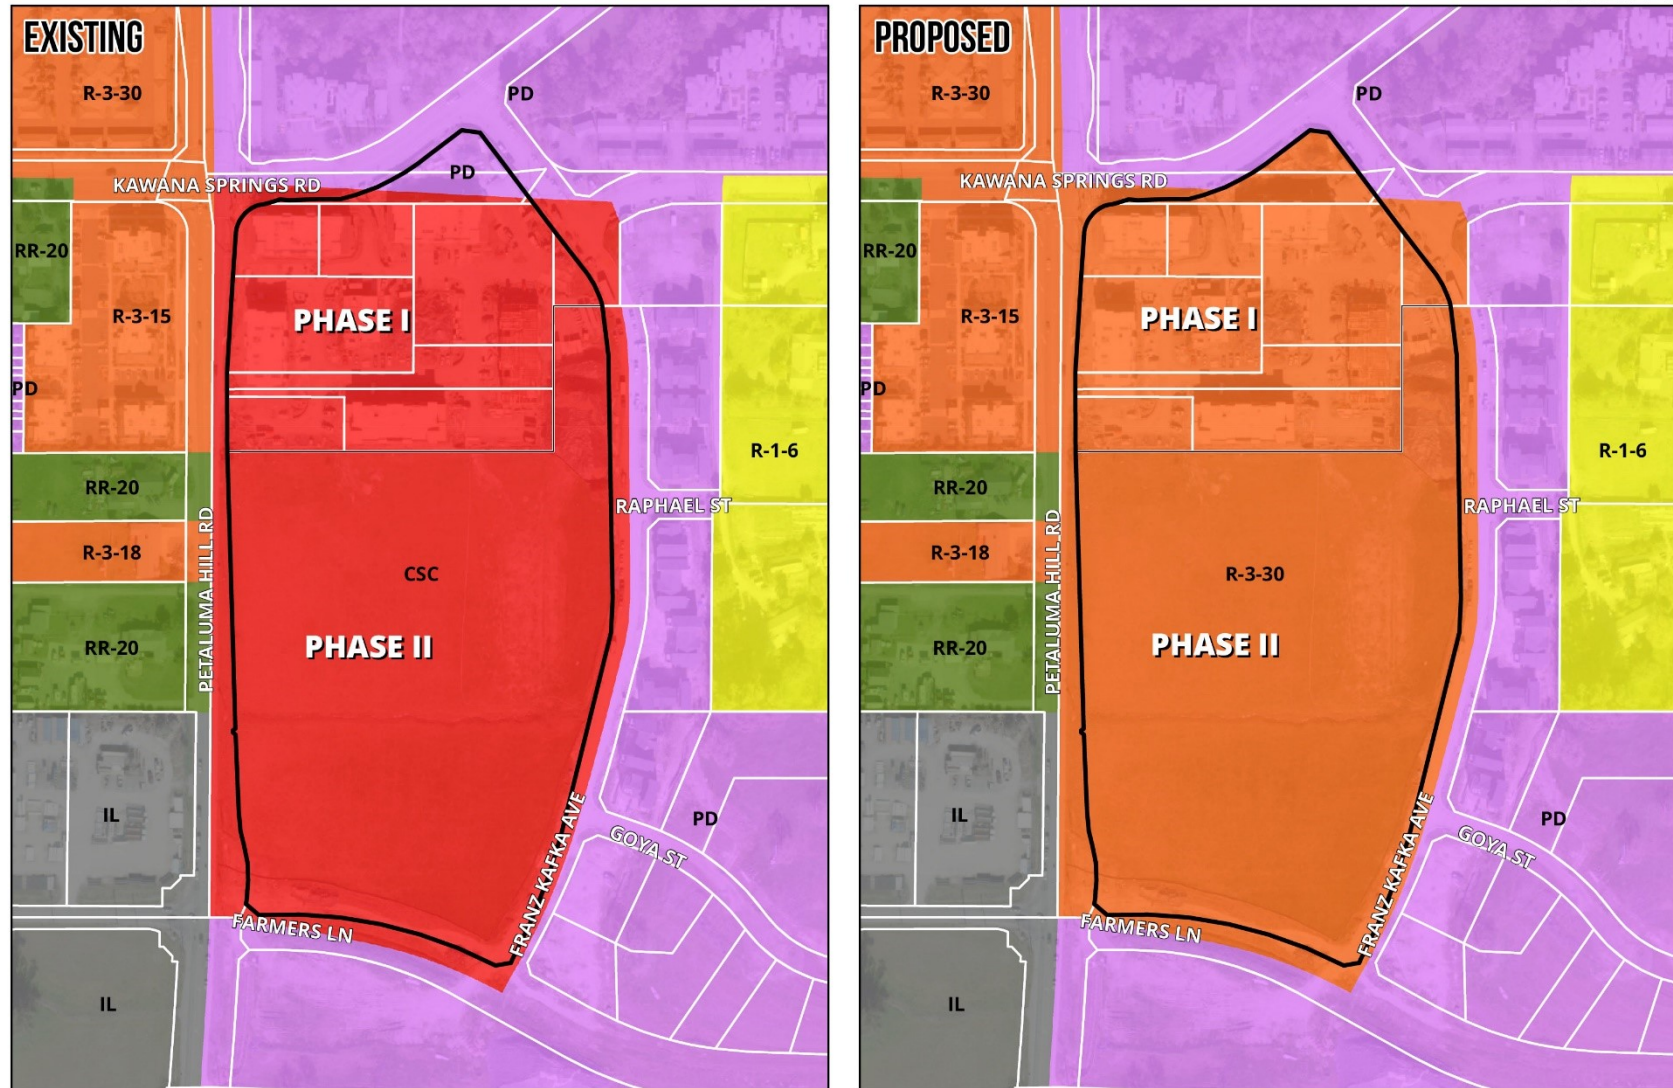 EXISTING
R-3-30
PD
PD
KAWANA SPRINGS RD
RR-20
R-3-15
PHASE I
PD
R-1-6
RR-20
RAPHAEL ST
R-3-18
CSC
PETALUMA HILL RD
RR-20
PHASE II
IL
PD
GOYA ST
FRANZ KAFKA AVE
FARMERS LN
IL
PROPOSED
R-3-30
PD
KAWANA SPRINGS RD
RR-20
R-3-15
PHASE I
PD
R-1-6
RR-20
RAPHAEL ST
R-3-18
R-3-30
PETALUMA HILL RD
RR-20
PHASE II
IL
PD
GOYA ST
FRANZ KAFKA AVE
FARMERS LN
IL